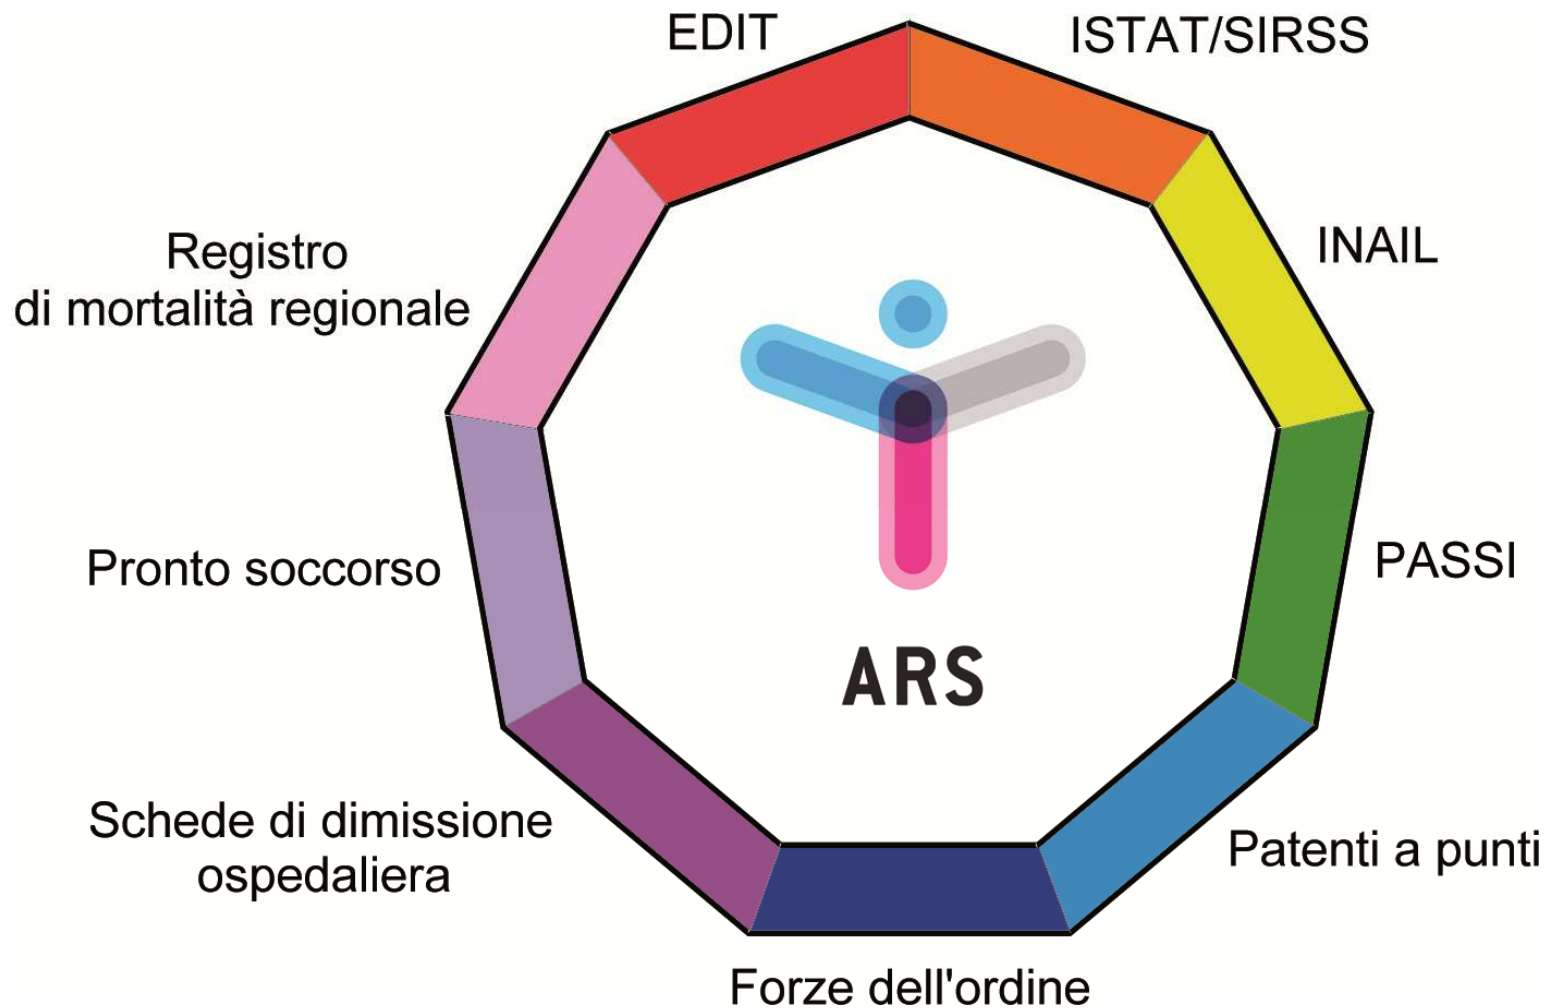 EDIT
ISTAT/SIRSS
INAIL
Registro
di mortalità regionale
PASSI
Pronto soccorso
ARS
Schede di dimissione
ospedaliera
Patenti a punti
Forze dell'ordine